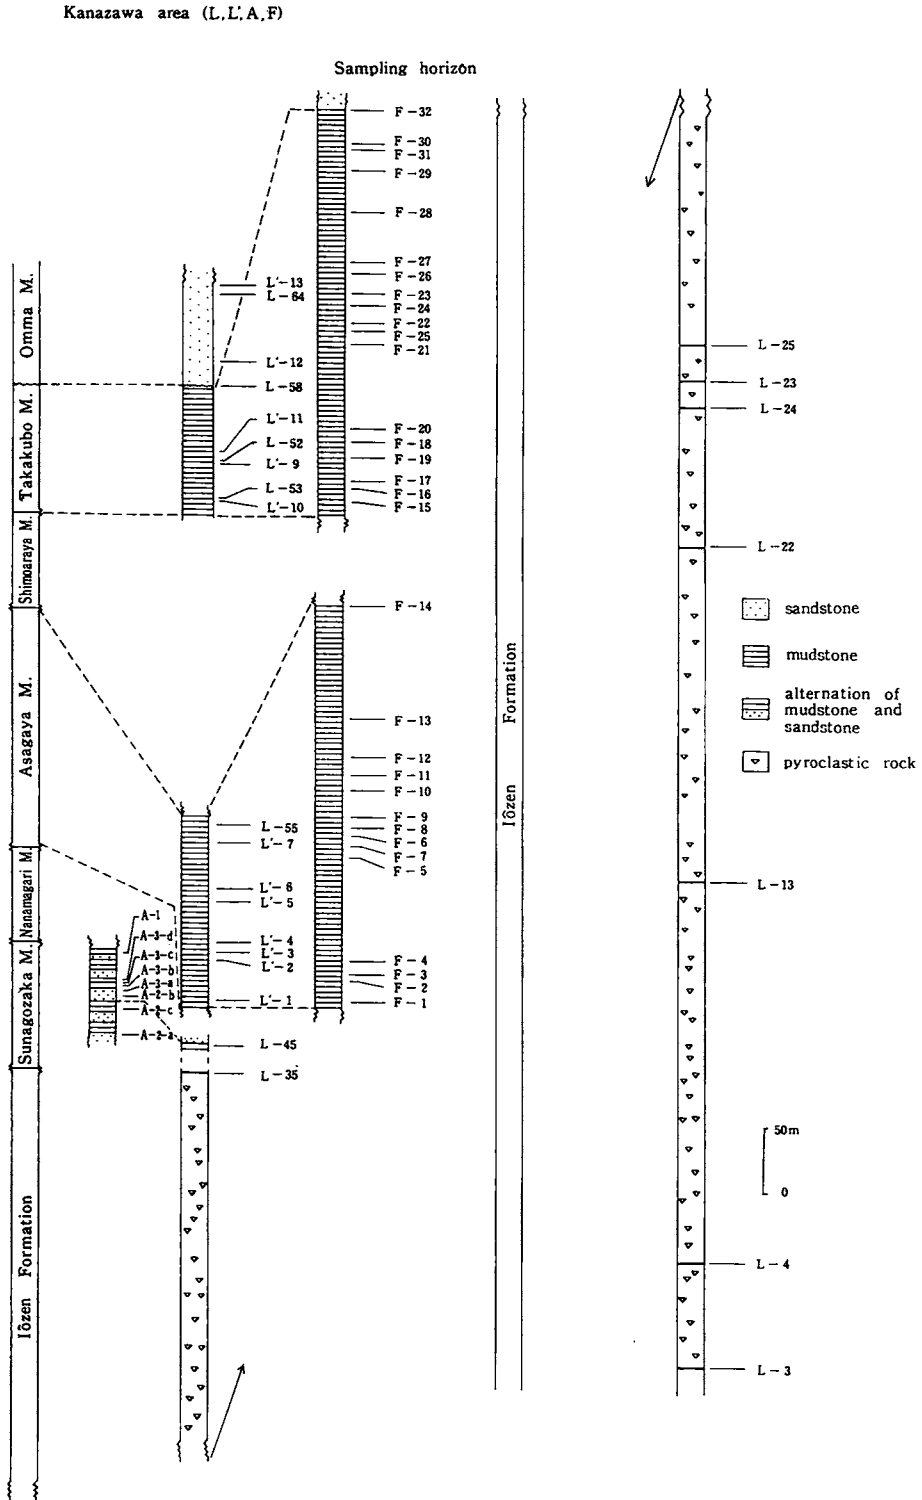 Kanazawa area (L, L', A, F)
Sampling horizon
Omma M.
Takakubo M.
Shimoaraya M.
Asagaya M.
Nanamagari M.
Sunagozaka M.
Iôzen Formation
A-1
A-3-d
A-3-c
A-3-b
A-3-a
A-2-b
A-2-c
A-2-a
L'-13
L-64
L'-12
L-58
L'-11
L-52
L'-9
L-53
L'-10
L-55
L'-7
L'-6
L'-5
L'-4
L'-3
L'-2
L'-1
L-45
L-35
F-32
F-30
F-31
F-29
F-28
F-27
F-26
F-23
F-24
F-22
F-25
F-21
F-20
F-18
F-19
F-17
F-16
F-15
F-14
F-13
F-12
F-11
F-10
F-9
F-8
F-6
F-7
F-5
F-4
F-3
F-2
F-1
Iôzen Formation
L-25
L-23
L-24
L-22
L-13
L-4
L-3
sandstone
mudstone
alternation of
mudstone and
sandstone
pyroclastic rock
50m
0